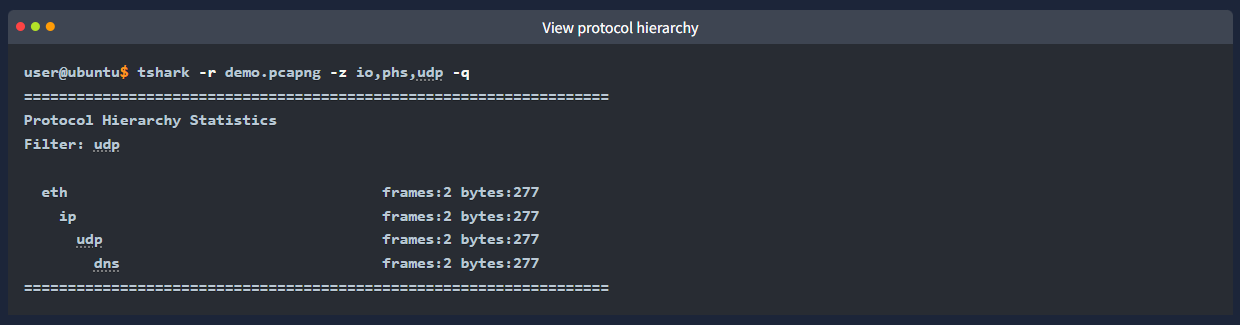 View protocol hierarchy
user@ubuntu$ tshark -r demo.pcapng -z io,phs,udp -q
===================================================================
Protocol Hierarchy Statistics
Filter: udp
eth frames:2 bytes:277
ip frames:2 bytes:277
udp frames:2 bytes:277
dns frames:2 bytes:277
===================================================================